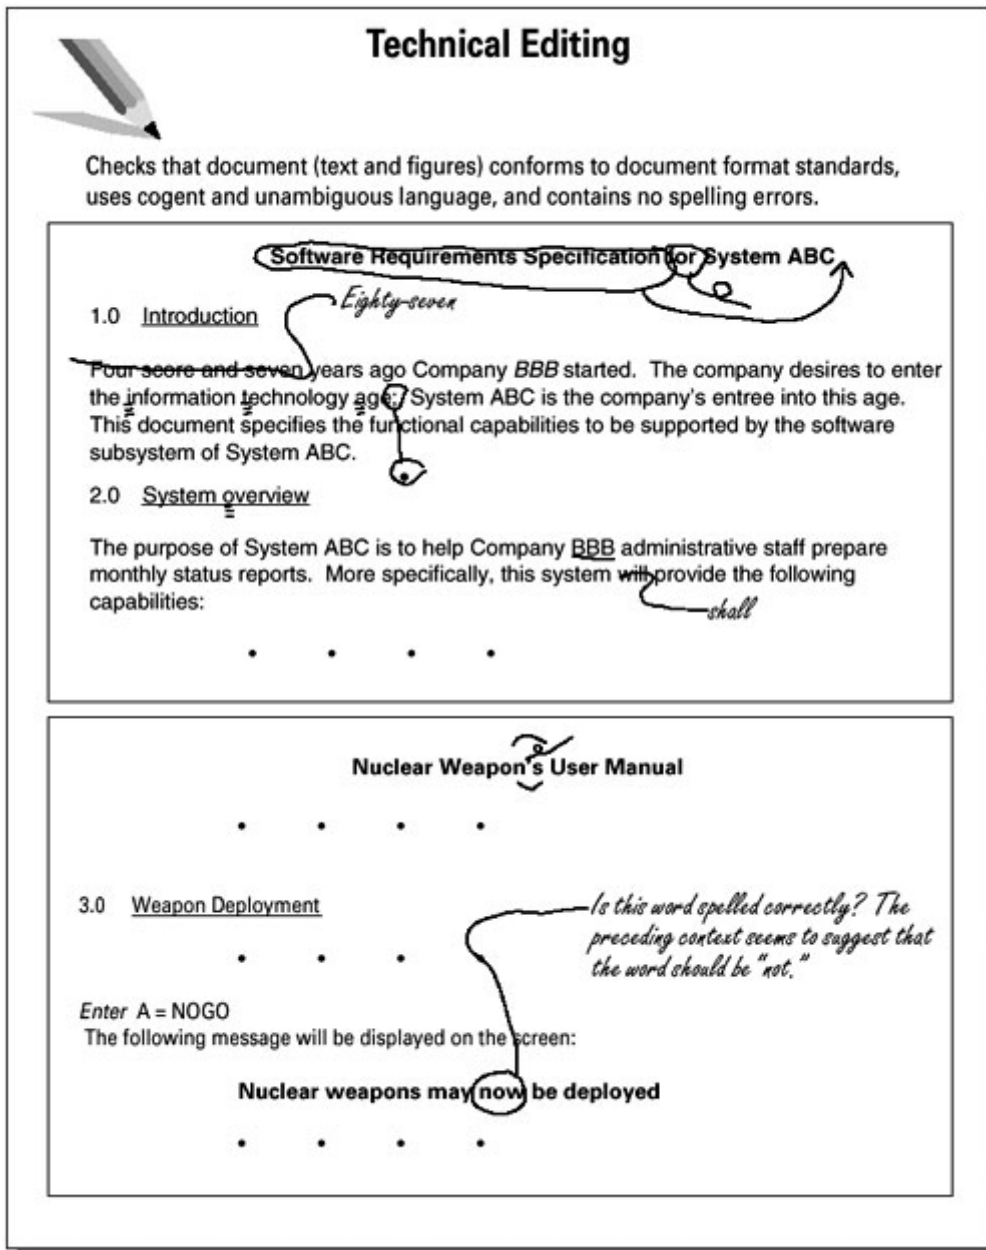 Technical Editing
Checks that document (text and figures) conforms to document format standards,
uses cogent and unambiguous language, and contains no spelling errors.
Software Requirements Specification for System ABC
Eighty-seven
1.0 Introduction
Four score and seven years ago Company BBB started. The company desires to enter
the information technology age; System ABC is the company's entree into this age.
This document specifies the functional capabilities to be supported by the software
subsystem of System ABC.
2.0 System overview
The purpose of System ABC is to help Company BBB administrative staff prepare
monthly status reports. More specifically, this system will provide the following
capabilities:
shall
• • • •
Nuclear Weapon's User Manual
• • • •
3.0 Weapon Deployment
Is this word spelled correctly? The
preceding context seems to suggest that
the word should be "not."
• • • •
Enter A = NOGO
The following message will be displayed on the screen:
Nuclear weapons may now be deployed
• • • •